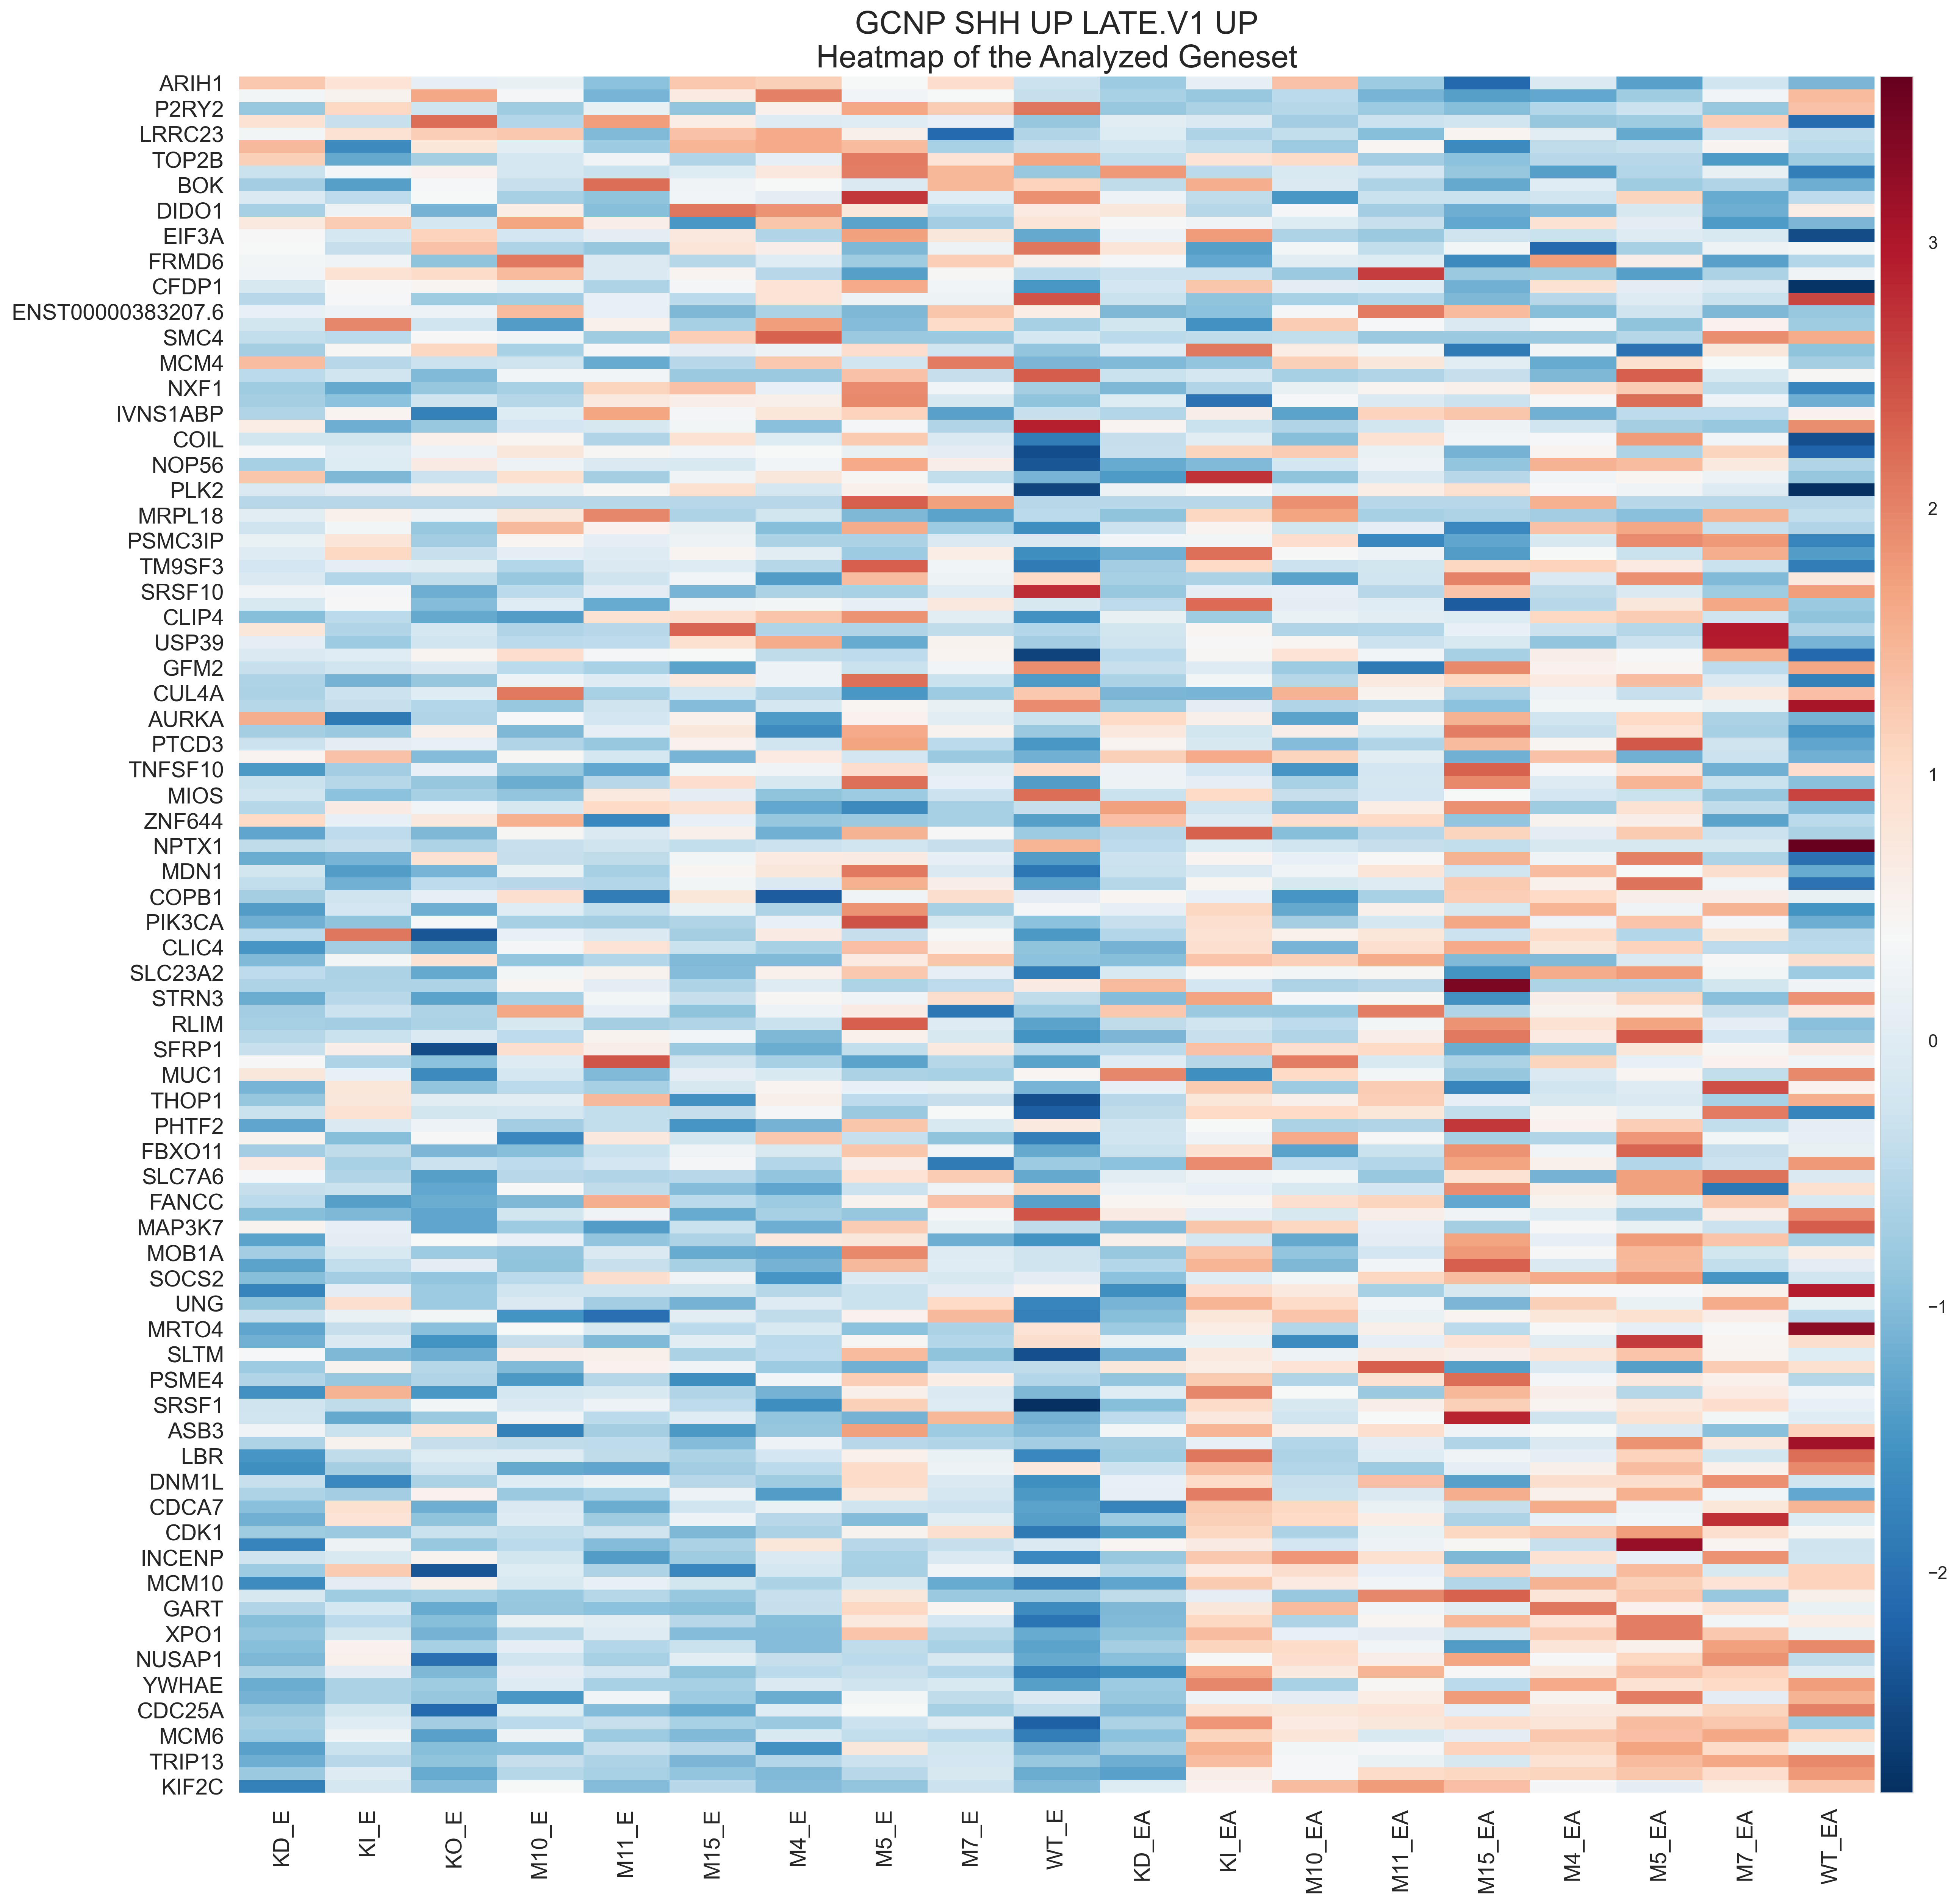 GCNP SHH UP LATE.V1 UP
Heatmap of the Analyzed Geneset
ARIH1
P2RY2
LRRC23
TOP2B
BOK
DIDO1
EIF3A
FRMD6
CFDP1
ENST00000383207.6
SMC4
MCM4
NXF1
IVNS1ABP
COIL
NOP56
PLK2
MRPL18
PSMC3IP
TM9SF3
SRSF10
CLIP4
USP39
GFM2
CUL4A
AURKA
PTCD3
TNFSF10
MIOS
ZNF644
NPTX1
MDN1
COPB1
PIK3CA
CLIC4
SLC23A2
STRN3
RLIM
SFRP1
MUC1
THOP1
PHTF2
FBXO11
SLC7A6
FANCC
MAP3K7
MOB1A
SOCS2
UNG
MRTO4
SLTM
PSME4
SRSF1
ASB3
LBR
DNM1L
CDCA7
CDK1
INCENP
MCM10
GART
XPO1
NUSAP1
YWHAE
CDC25A
MCM6
TRIP13
KIF2C
KD_E
KI_E
KO_E
M10_E
M11_E
M15_E
M4_E
M5_E
M7_E
WT_E
KD_EA
KI_EA
M10_EA
M11_EA
M15_EA
M4_EA
M5_EA
M7_EA
WT_EA
3
2
1
0
−1
−2